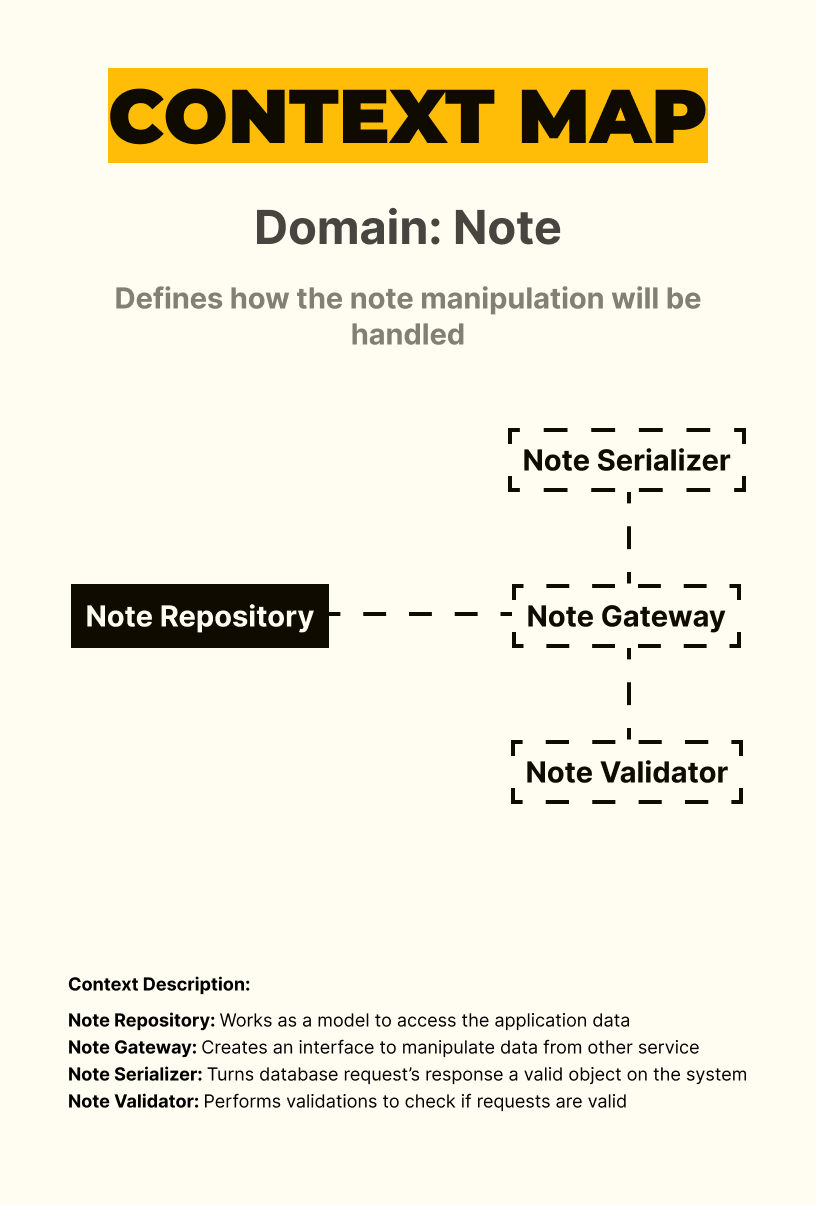 CONTEXT MAP
Domain: Note
Defines how the note manipulation will be
handled
Note Serializer
Note Repository
Note Gateway
Note Validator
Context Description:
Note Repository: Works as a model to access the application data
Note Gateway: Creates an interface to manipulate data from other service
Note Serializer: Turns database request’s response a valid object on the system
Note Validator: Performs validations to check if requests are valid